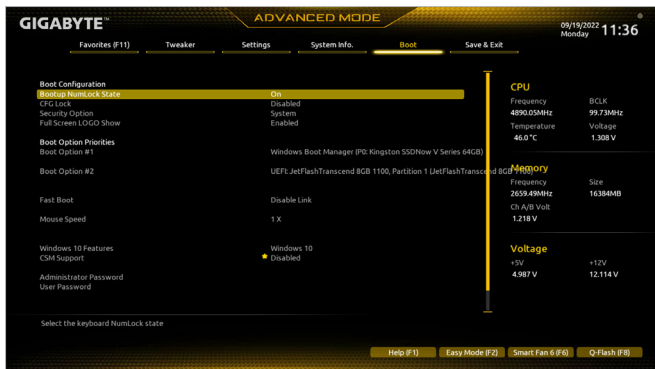 GIGABYTE™
ADVANCED MODE
09/19/2022 Monday 11:36
Favorites (F11) Tweaker Settings System Info. Boot Save & Exit
Boot Configuration
Bootup NumLock State On
CFG Lock Disabled
Security Option System
Full Screen LOGO Show Enabled
Boot Option Priorities
Boot Option #1 Windows Boot Manager (P0: Kingston SSDNow V Series 64GB)
Boot Option #2 UEFI: JetFlashTranscend 8GB 1100, Partition 1 (JetFlashTranscend 8GB 1100)
Fast Boot Disable Link
Mouse Speed 1 X
Windows 10 Features Windows 10
CSM Support Disabled
Administrator Password
User Password
Select the keyboard NumLock state
CPU
Frequency BCLK
4890.05MHz 99.73MHz
Temperature Voltage
46.0 °C 1.308 V
Memory
Frequency Size
2659.49MHz 16384MB
Ch A/B Volt
1.218 V
Voltage
+5V +12V
4.987 V 12.114 V
Help (F1) Easy Mode (F2) Smart Fan 6 (F6) Q-Flash (F8)